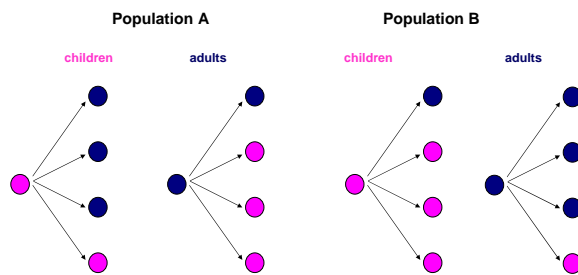 Population A
Population B
children
adults
children
adults